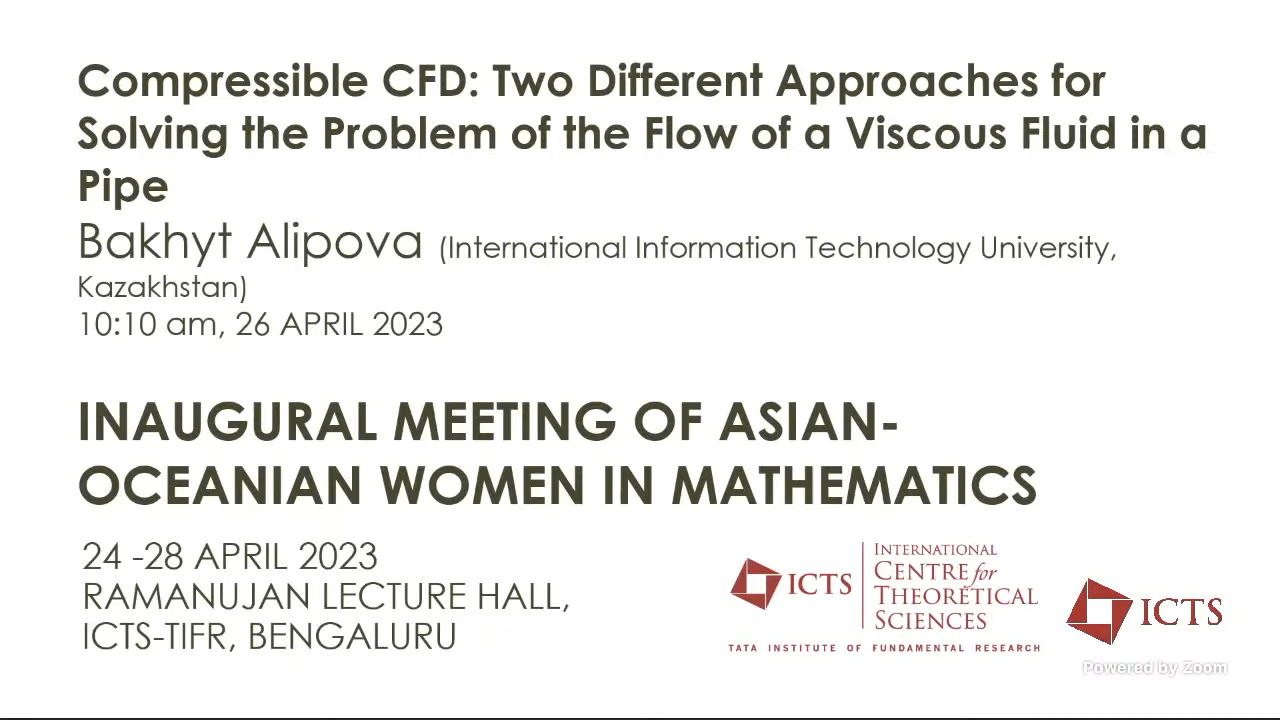 Compressible CFD: Two Different Approaches for
Solving the Problem of the Flow of a Viscous Fluid in a
Pipe
Bakhyt Alipova (International Information Technology University,
Kazakhstan)
10:10 am, 26 APRIL 2023
INAUGURAL MEETING OF ASIAN-
OCEANIAN WOMEN IN MATHEMATICS
24 -28 APRIL 2023
RAMANUJAN LECTURE HALL,
ICTS-TIFR, BENGALURU
ICTS
INTERNATIONAL
CENTRE for
THEORETICAL
SCIENCES
TATA INSTITUTE OF FUNDAMENTAL RESEARCH
ICTS
Powered by Zoom